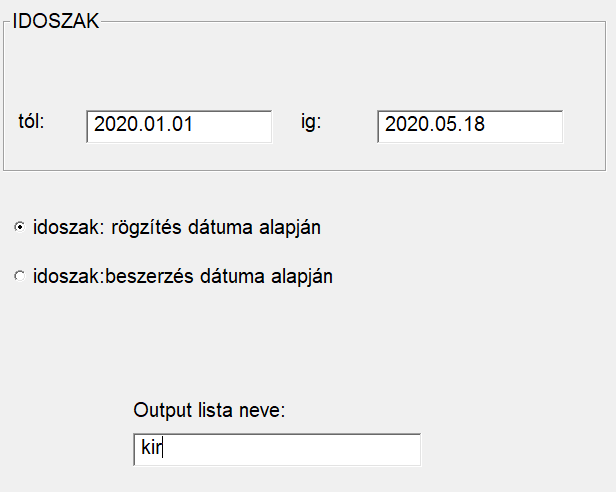 IDOSZAK
tól: 2020.01.01 ig: 2020.05.18
idoszak: rögzítés dátuma alapján
idoszak:beszerzés dátuma alapján
Output lista neve:
kir